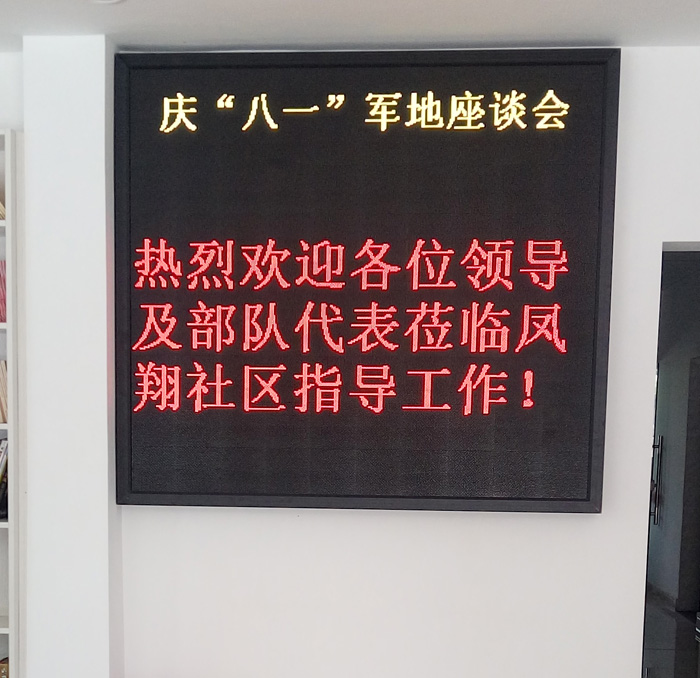 庆“八一”军地座谈会
热烈欢迎各位领导
及部队代表莅临凤
翔社区指导工作！